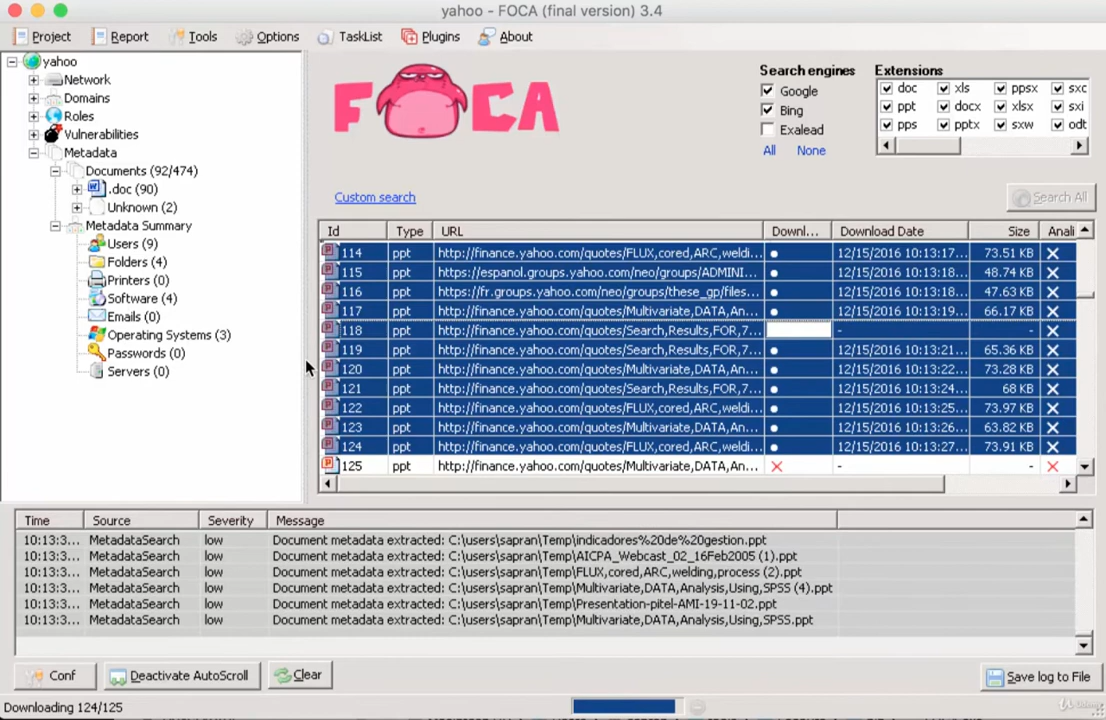 yahoo - FOCA (final version) 3.4
Project Report Tools Options TaskList Plugins About
yahoo
Network
Domains
Roles
Vulnerabilities
Metadata
Documents (92/474)
.doc (90)
Unknown (2)
Metadata Summary
Users (9)
Folders (4)
Printers (0)
Software (4)
Emails (0)
Operating Systems (3)
Passwords (0)
Servers (0)
FOCA
Search engines
Google
Bing
Exalead
All None
Extensions
doc xls ppsx sxc
ppt docx xlsx sxi
pps pptx sxw odt
Custom search
Search All
Id Type URL Downl... Download Date Size Anali
114 ppt http://finance.yahoo.com/quotes/FLUX,cored,ARC,weldi... 12/15/2016 10:13:17... 73.51 KB
115 ppt https://espanol.groups.yahoo.com/neo/groups/ADMINI... 12/15/2016 10:13:18... 48.74 KB
116 ppt https://fr.groups.yahoo.com/neo/groups/these_gp/files... 12/15/2016 10:13:18... 47.63 KB
117 ppt http://finance.yahoo.com/quotes/Multivariate,DATA,An... 12/15/2016 10:13:19... 66.17 KB
118 ppt http://finance.yahoo.com/quotes/Search,Results,FOR,7... - -
119 ppt http://finance.yahoo.com/quotes/Search,Results,FOR,7... 12/15/2016 10:13:21... 65.36 KB
120 ppt http://finance.yahoo.com/quotes/Multivariate,DATA,An... 12/15/2016 10:13:22... 73.28 KB
121 ppt http://finance.yahoo.com/quotes/Search,Results,FOR,7... 12/15/2016 10:13:24... 68 KB
122 ppt http://finance.yahoo.com/quotes/FLUX,cored,ARC,weldi... 12/15/2016 10:13:25... 73.97 KB
123 ppt http://finance.yahoo.com/quotes/Multivariate,DATA,An... 12/15/2016 10:13:26... 63.82 KB
124 ppt http://finance.yahoo.com/quotes/FLUX,cored,ARC,weldi... 12/15/2016 10:13:27... 73.91 KB
125 ppt http://finance.yahoo.com/quotes/Multivariate,DATA,An... - -
Time Source Severity Message
10:13:3... MetadataSearch low Document metadata extracted: C:\users\sapran\Temp\indicadores%20de%20gestion.ppt
10:13:3... MetadataSearch low Document metadata extracted: C:\users\sapran\Temp\AICPA_Webcast_02_16Feb2005 (1).ppt
10:13:3... MetadataSearch low Document metadata extracted: C:\users\sapran\Temp\FLUX,cored,ARC,welding,process (2).ppt
10:13:3... MetadataSearch low Document metadata extracted: C:\users\sapran\Temp\Multivariate,DATA,Analysis,Using,SPSS (4).ppt
10:13:3... MetadataSearch low Document metadata extracted: C:\users\sapran\Temp\Presentation-pitel-AMI-19-11-02.ppt
10:13:3... MetadataSearch low Document metadata extracted: C:\users\sapran\Temp\Multivariate,DATA,Analysis,Using,SPSS.ppt
Conf Deactivate AutoScroll Clear Save log to File
Downloading 124/125